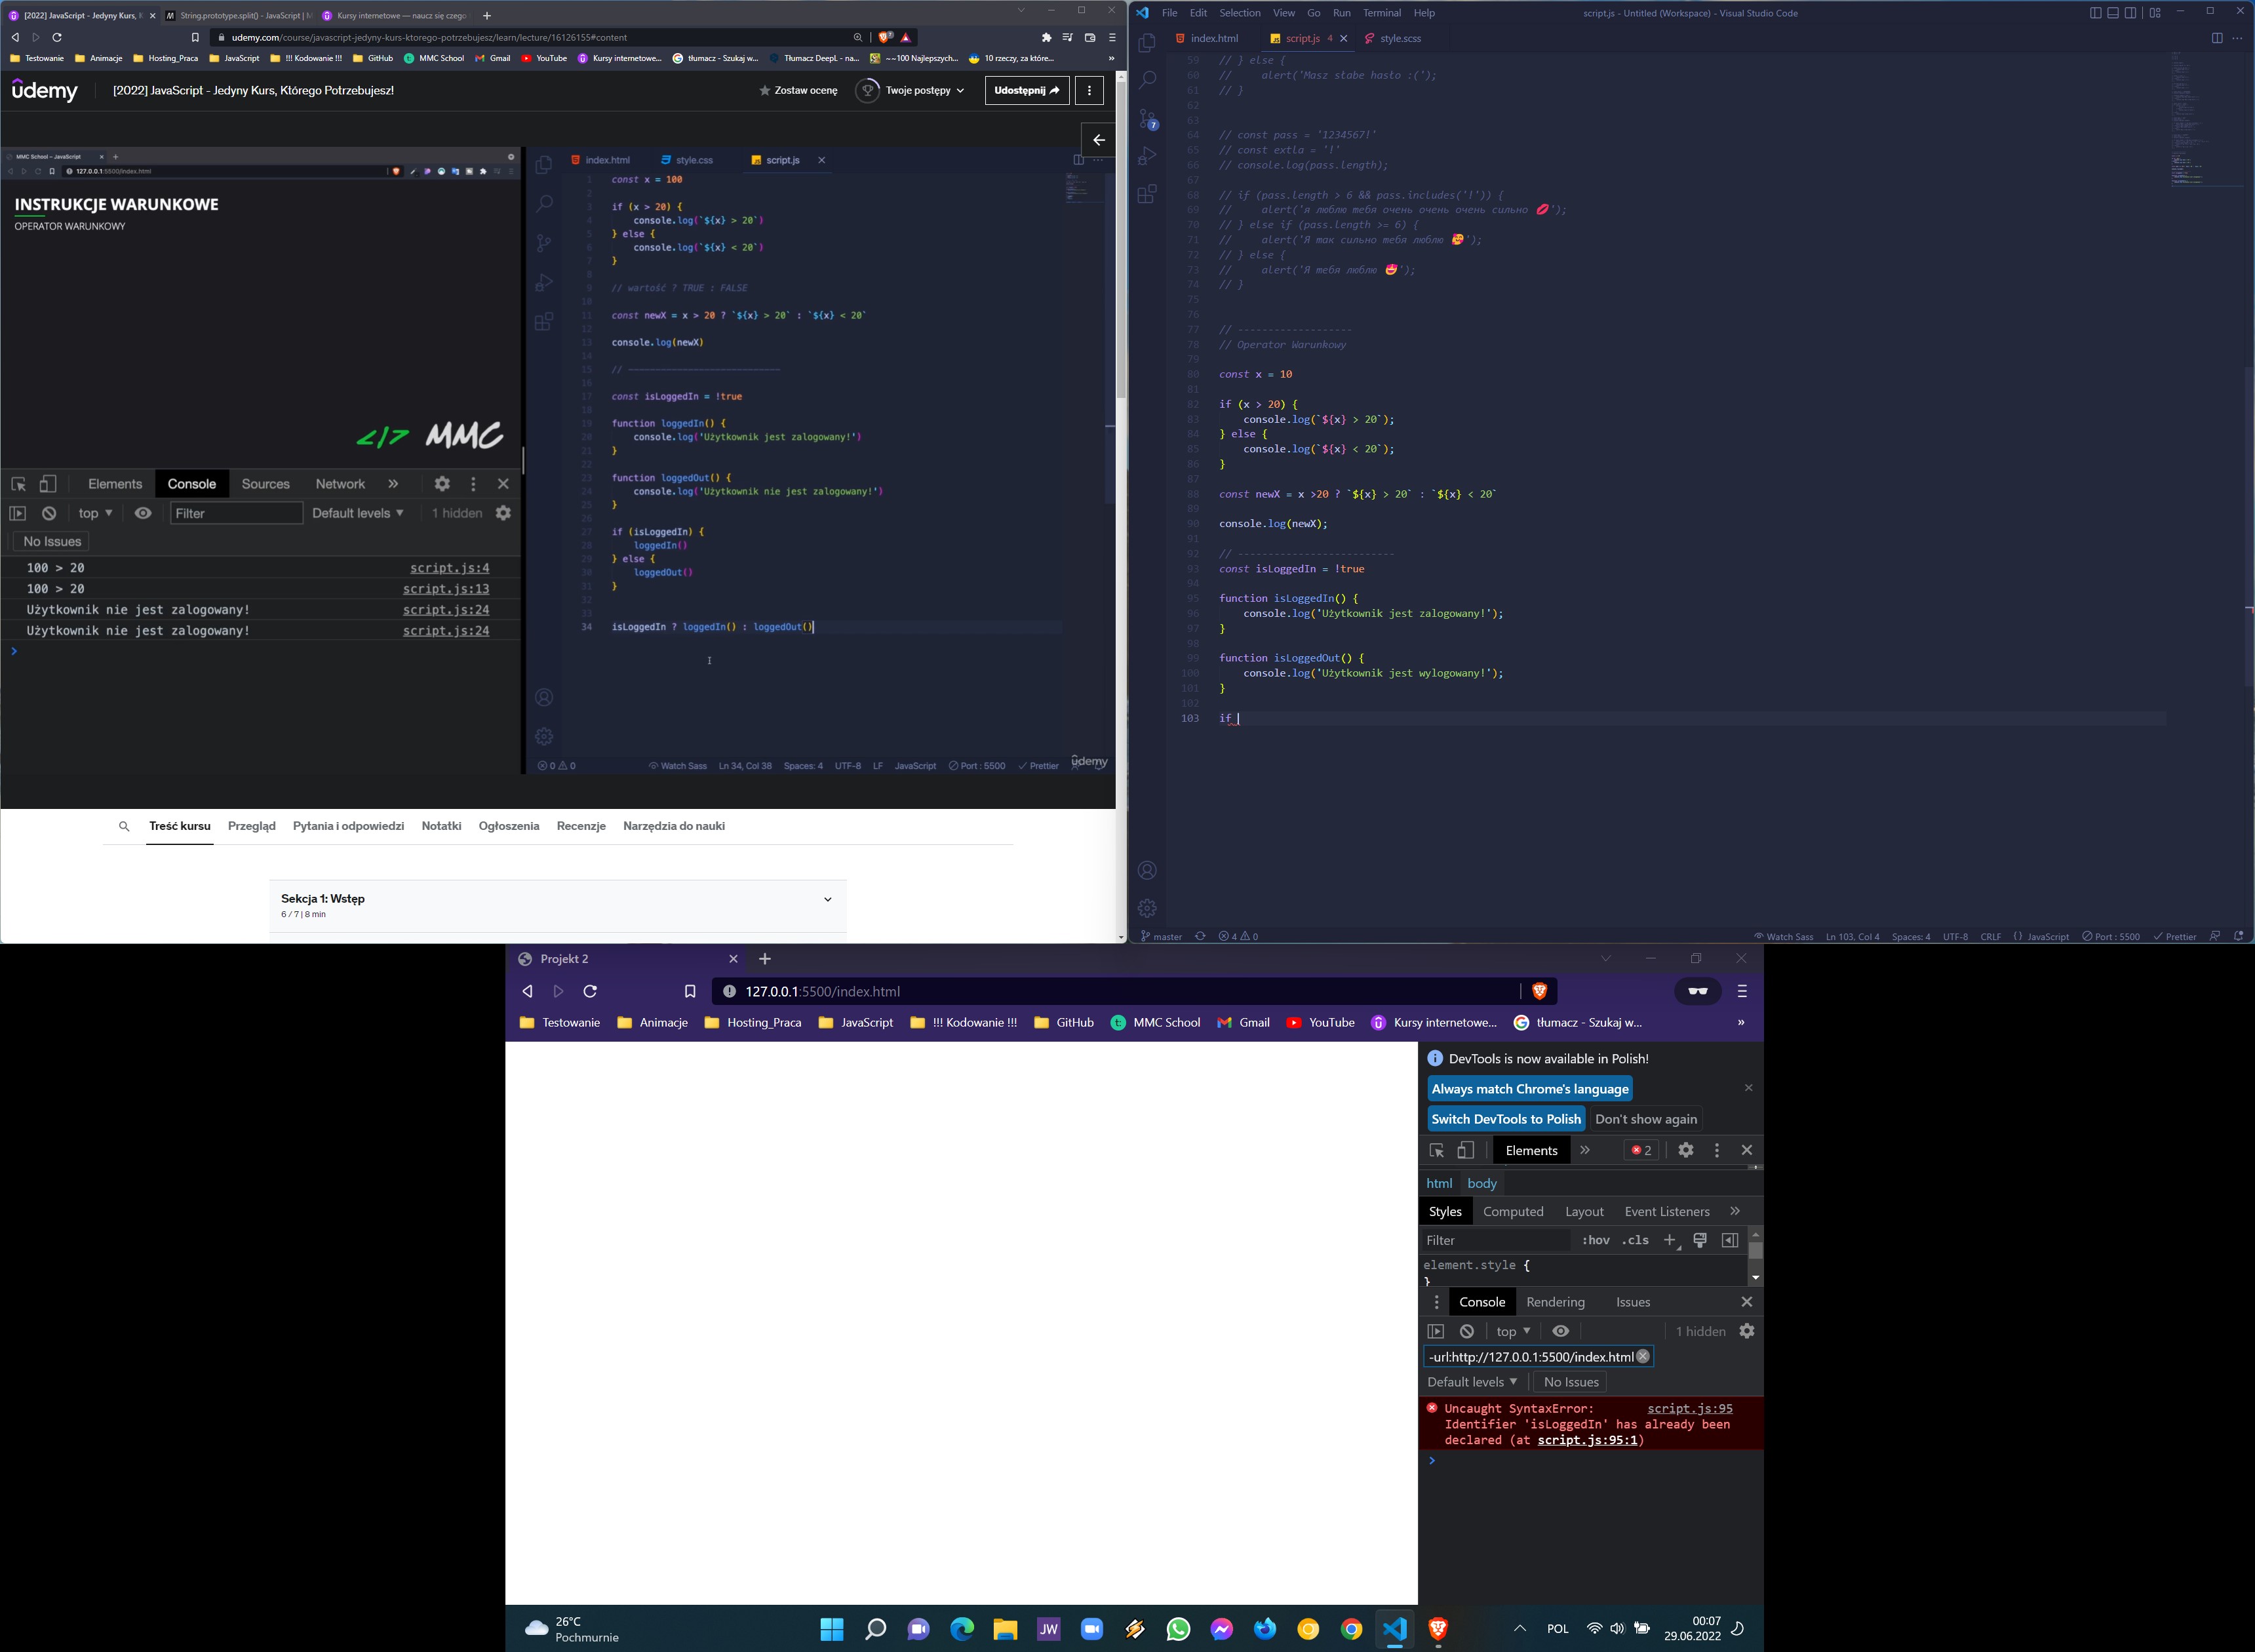 [2022] JavaScript - Jedyny Kurs, K
String.prototype.split() - JavaScript | M
Kursy internetowe — naucz się czego
udemy.com/course/javascript-jedyny-kurs-ktorego-potrzebujesz/learn/lecture/16126155#content
Testowanie Animacje Hosting_Praca JavaScript !!! Kodowanie !!! GitHub MMC School Gmail YouTube Kursy internetowe... tłumacz - Szukaj w... Tłumacz DeepL - na... ~~100 Najlepszych... 10 rzeczy, za które... »
udemy
[2022] JavaScript - Jedyny Kurs, Którego Potrzebujesz!
Zostaw ocenę
Twoje postępy
Udostępnij
MMC School – JavaScript
127.0.0.1:5500/index.html
INSTRUKCJE WARUNKOWE
OPERATOR WARUNKOWY
</> MMC
Elements Console Sources Network »
top ▼ Filter Default levels ▼ 1 hidden
No Issues
100 > 20 script.js:4
100 > 20 script.js:13
Użytkownik nie jest zalogowany! script.js:24
Użytkownik nie jest zalogowany! script.js:24
>
index.html style.css script.js
1 const x = 100
2
3 if (x > 20) {
4 console.log(`${x} > 20`)
5 } else {
6 console.log(`${x} < 20`)
7 }
8
9 // wartość ? TRUE : FALSE
10
11 const newX = x > 20 ? `${x} > 20` : `${x} < 20`
12
13 console.log(newX)
14
15 // ----------------------------
16
17 const isLoggedIn = !true
18
19 function loggedIn() {
20 console.log('Użytkownik jest zalogowany!')
21 }
22
23 function loggedOut() {
24 console.log('Użytkownik nie jest zalogowany!')
25 }
26
27 if (isLoggedIn) {
28 loggedIn()
29 } else {
30 loggedOut()
31 }
32
33
34 isLoggedIn ? loggedIn() : loggedOut()
0 0 Watch Sass Ln 34, Col 38 Spaces: 4 UTF-8 LF JavaScript Port : 5500 Prettier
udemy
Treść kursu Przegląd Pytania i odpowiedzi Notatki Ogłoszenia Recenzje Narzędzia do nauki
Sekcja 1: Wstęp
6 / 7 | 8 min
File Edit Selection View Go Run Terminal Help
script.js - Untitled (Workspace) - Visual Studio Code
index.html script.js 4 style.scss
7
59 // } else {
60 // alert('Masz słabe hasło :(');
61 // }
62
63
64 // const pass = '1234567!'
65 // const extla = '!'
66 // console.log(pass.length);
67
68 // if (pass.length > 6 && pass.includes('!')) {
69 // alert('я люблю тебя очень очень очень сильно 💋');
70 // } else if (pass.length >= 6) {
71 // alert('Я так сильно тебя люблю 🥰');
72 // } else {
73 // alert('Я тебя люблю 😍');
74 // }
75
76
77 // -------------------
78 // Operator Warunkowy
79
80 const x = 10
81
82 if (x > 20) {
83 console.log(`${x} > 20`);
84 } else {
85 console.log(`${x} < 20`);
86 }
87
88 const newX = x >20 ? `${x} > 20` : `${x} < 20`
89
90 console.log(newX);
91
92 // --------------------------
93 const isLoggedIn = !true
94
95 function isLoggedIn() {
96 console.log('Użytkownik jest zalogowany!');
97 }
98
99 function isLoggedOut() {
100 console.log('Użytkownik jest wylogowany!');
101 }
102
103 if
master 4 0 Watch Sass Ln 103, Col 4 Spaces: 4 UTF-8 CRLF {} JavaScript Port : 5500 Prettier
Projekt 2
127.0.0.1:5500/index.html
Testowanie Animacje Hosting_Praca JavaScript !!! Kodowanie !!! GitHub MMC School Gmail YouTube Kursy internetowe... tłumacz - Szukaj w... »
DevTools is now available in Polish!
Always match Chrome's language
Switch DevTools to Polish Don't show again
Elements » 2
html body
Styles Computed Layout Event Listeners »
Filter :hov .cls +
element.style {
}
Console Rendering Issues
top ▼ 1 hidden
-url:http://127.0.0.1:5500/index.html
Default levels ▼ No Issues
Uncaught SyntaxError: script.js:95
Identifier 'isLoggedIn' has already been
declared (at script.js:95:1)
>
26°C
Pochmurnie
JW
POL
00:07
29.06.2022